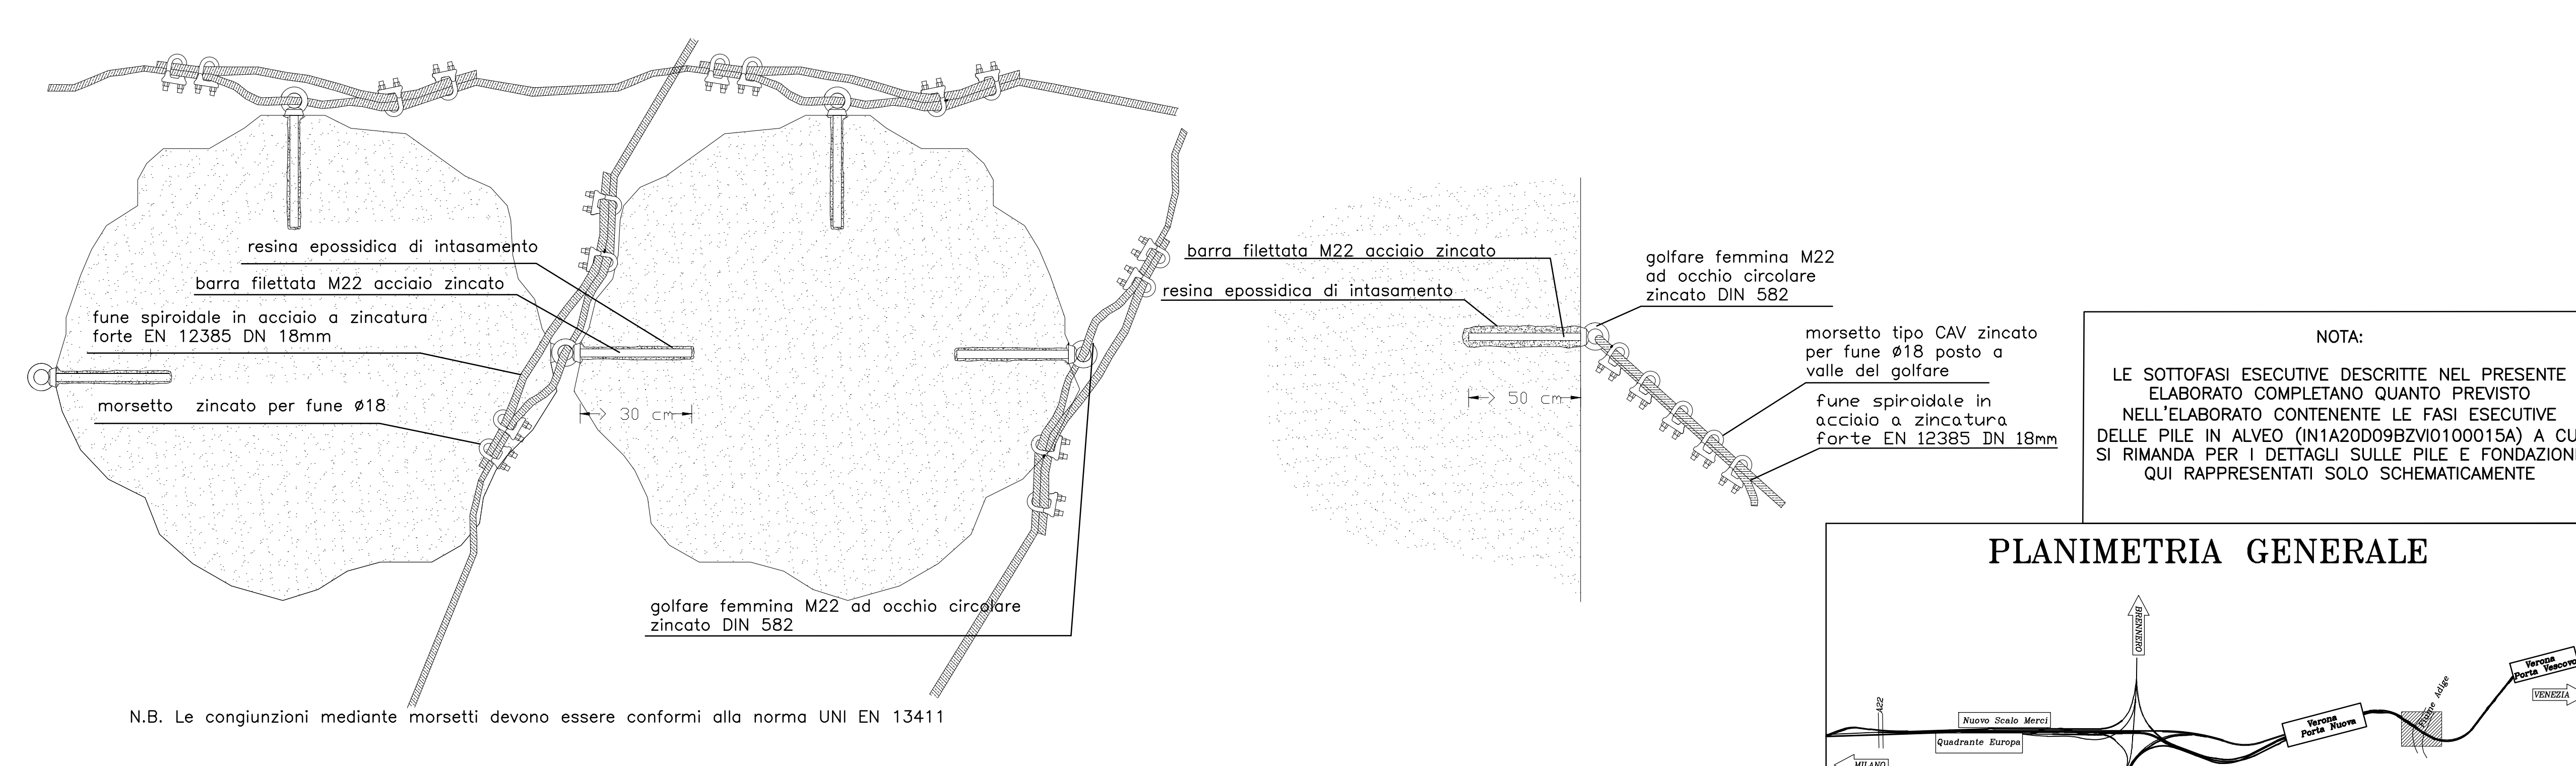 resina epossidica di intasamento
barra filettata M22 acciaio zincato
fune spiroidale in acciaio a zincatura
forte EN 12385 DN 18mm
morsetto zincato per fune ø18
> 30 cm
golfare femmina M22 ad occhio circolare
zincato DIN 582
N.B. Le congiunzioni mediante morsetti devono essere conformi alla norma UNI EN 13411
barra filettata M22 acciaio zincato
resina epossidica di intasamento
> 50 cm
golfare femmina M22
ad occhio circolare
zincato DIN 582
morsetto tipo CAV zincato
per fune ø18 posto a
valle del golfare
fune spiroidale in
acciaio a zincatura
forte EN 12385 DN 18mm
NOTA:
LE SOTTOFASI ESECUTIVE DESCRITTE NEL PRESENTE
ELABORATO COMPLETANO QUANTO PREVISTO
NELL'ELABORATO CONTENENTE LE FASI ESECUTIVE
DELLE PILE IN ALVEO (IN1A20D09BZVI0100015A) A CU
SI RIMANDA PER I DETTAGLI SULLE PILE E FONDAZION
QUI RAPPRESENTATI SOLO SCHEMATICAMENTE
PLANIMETRIA GENERALE
BRENNERO
Verona
Porta Vescovo
VENEZIA
Fiume Adige
A22
Nuovo Scalo Merci
Quadrante Europa
Verona
Porta Nuova
MILANO